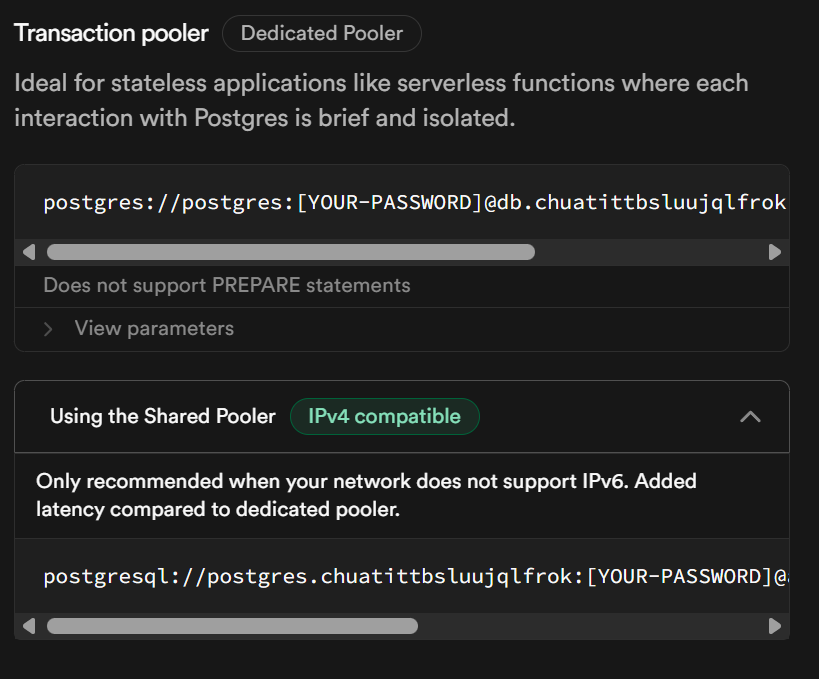 Transaction pooler Dedicated Pooler
Ideal for stateless applications like serverless functions where each
interaction with Postgres is brief and isolated.
postgres://postgres:[YOUR-PASSWORD]@db.chuatittbsluujqlfrok
Does not support PREPARE statements
View parameters
Using the Shared Pooler IPv4 compatible
Only recommended when your network does not support IPv6. Added
latency compared to dedicated pooler.
postgresql://postgres.chuatittbsluujqlfrok:[YOUR-PASSWORD]@